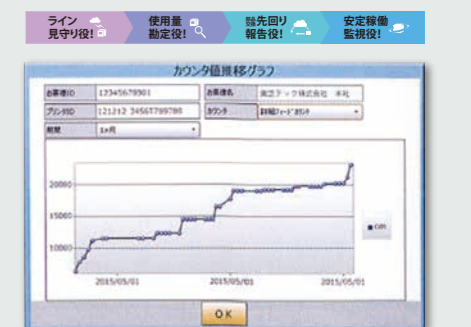 ライン 見守り役!
使用量 勘定役!
先回り 報告役!
安定稼働 監視役!
カウンタ値推移グラフ
お客様ID 12345678901 お客様名 東芝テック株式会社 本社
プリンタID カウンタ
期間 1ヶ月
20000
15000
10000
2015/05/01 2015/05/01 2015/05/01
OK